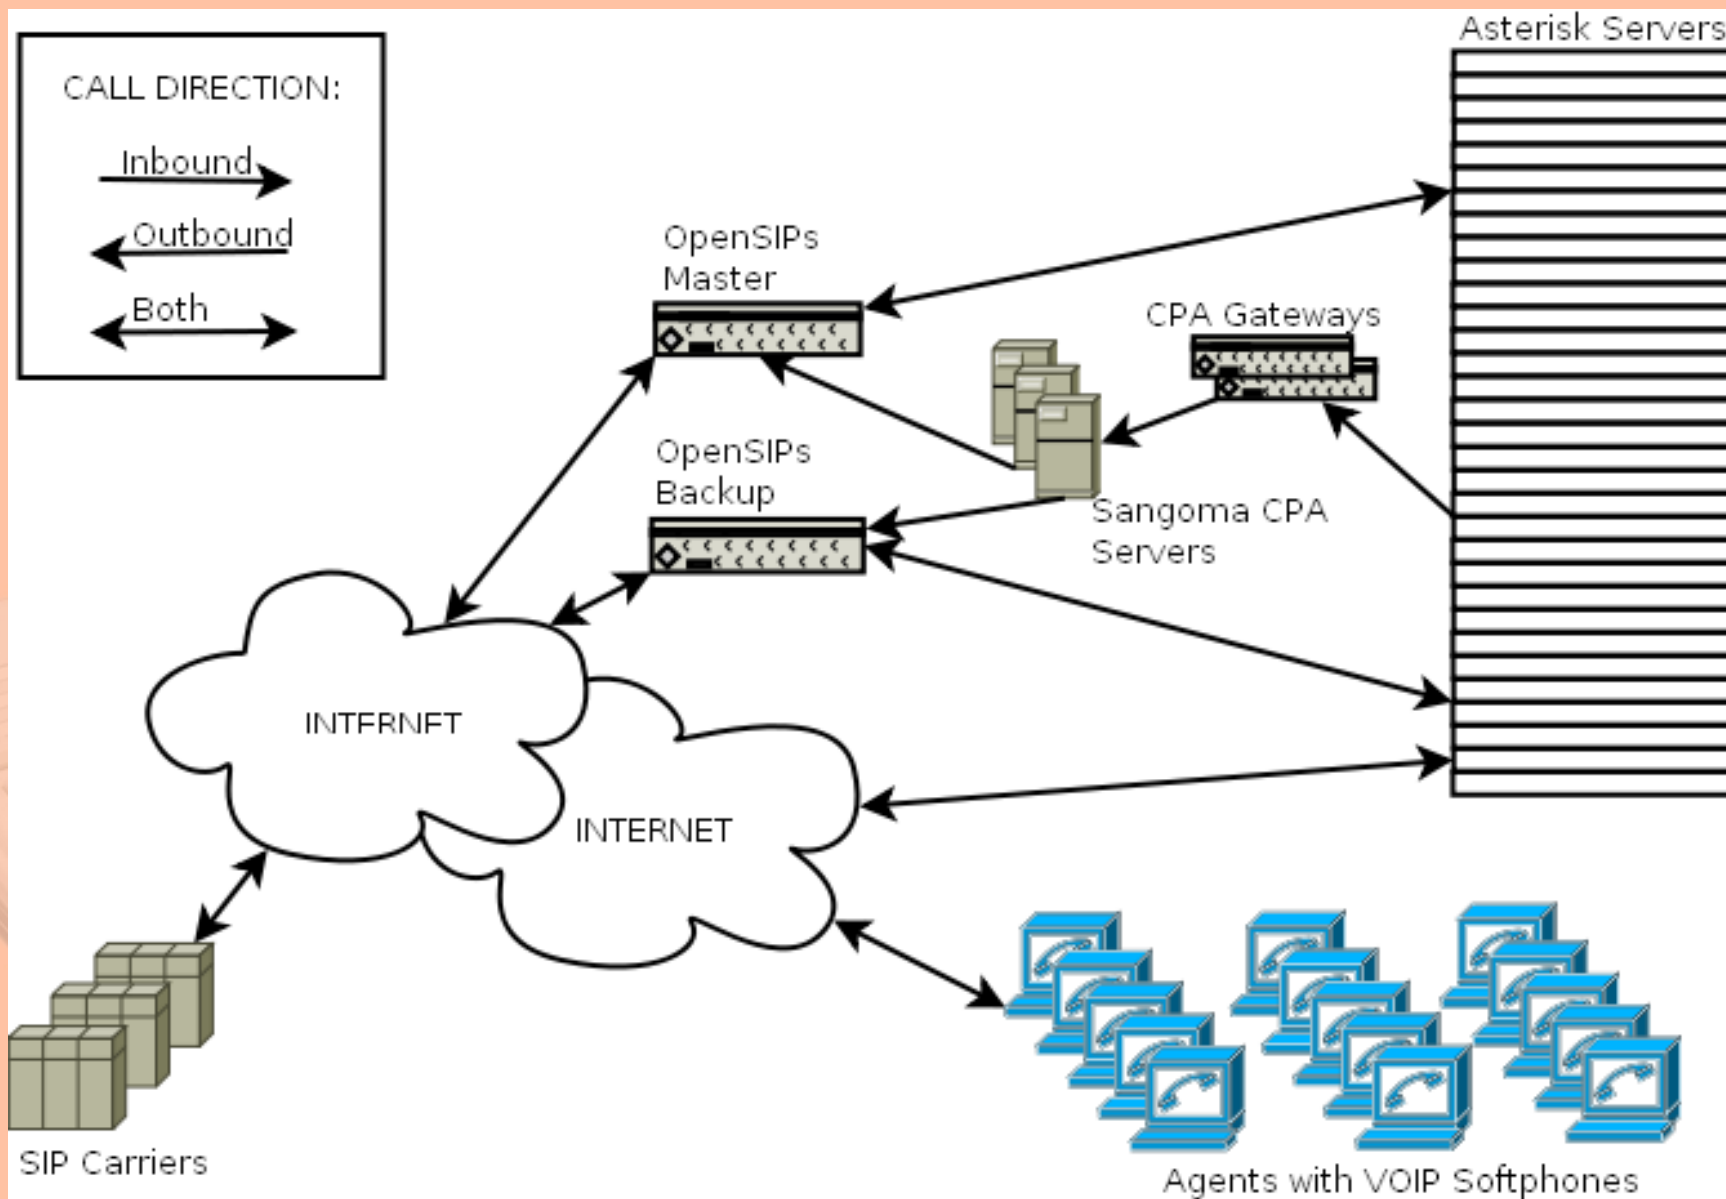 Asterisk Servers
CALL DIRECTION:
Inbound
Outbound
Both
OpenSIPs
Master
CPA Gateways
OpenSIPs
Backup
Sangoma CPA
Servers
INTERNET
INTERNET
SIP Carriers
Agents with VOIP Softphones